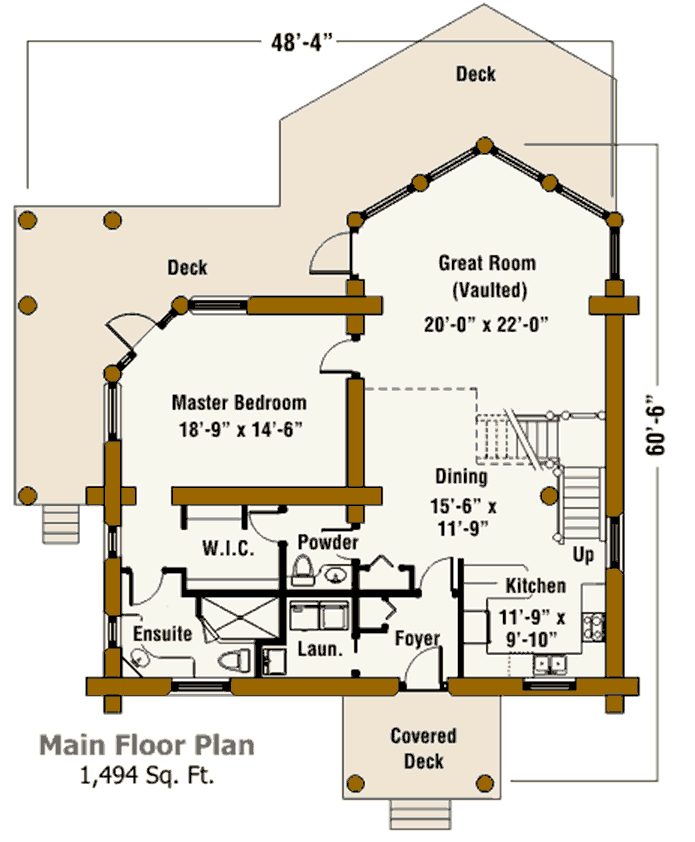 48’-4”
Deck
Deck
Great Room
(Vaulted)
20’-0” x 22’-0”
Master Bedroom
18’-9” x 14’-6”
60’-6”
Dining
15’-6” x
11’-9”
W.I.C.
Powder
Up
Kitchen
11’-9” x
9’-10”
Ensuite
Laun.
Foyer
Covered
Deck
Main Floor Plan
1,494 Sq. Ft.